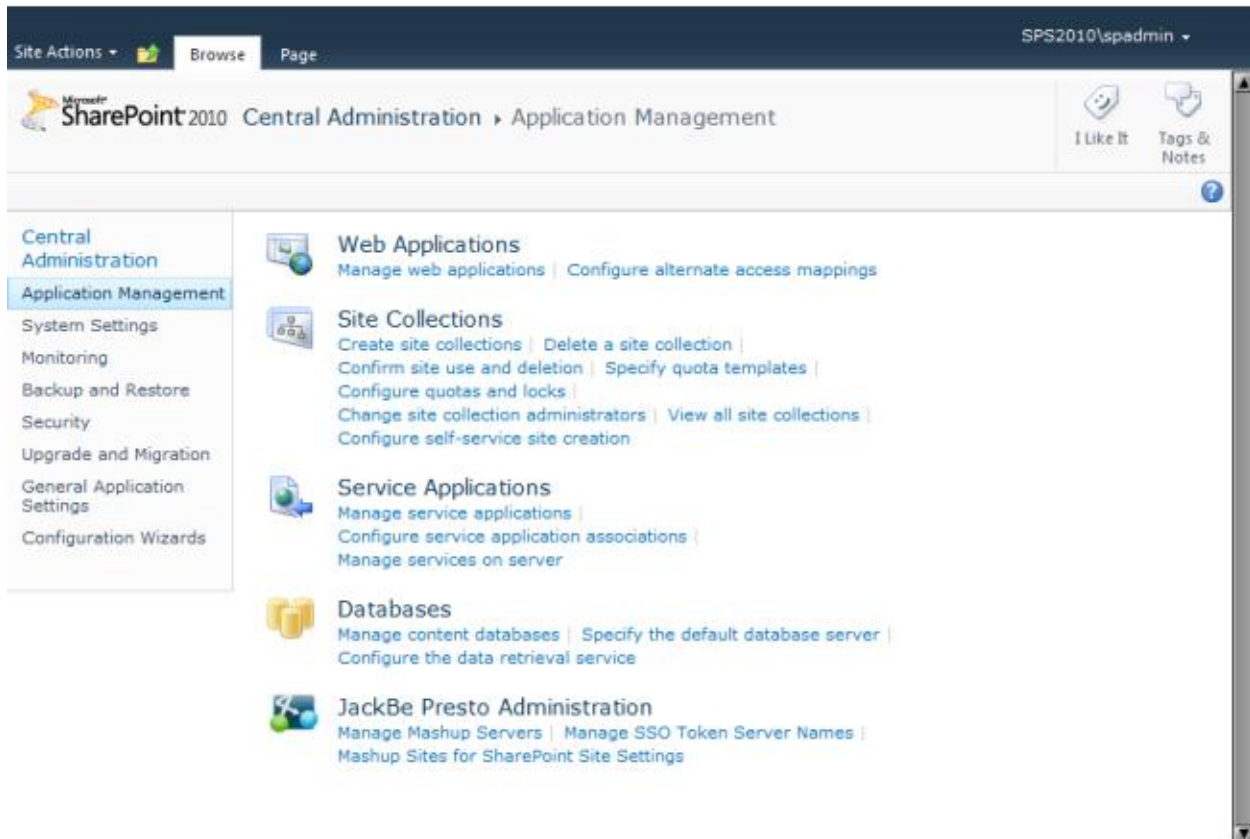 SPS2010\spadmin
Site Actions
Browse
Page
Microsoft
SharePoint 2010 Central Administration Application Management
I Like It
Tags &
Notes
Central
Administration
Application Management
System Settings
Monitoring
Backup and Restore
Security
Upgrade and Migration
General Application
Settings
Configuration Wizards
Web Applications
Manage web applications | Configure alternate access mappings
Site Collections
Create site collections | Delete a site collection |
Confirm site use and deletion | Specify quota templates |
Configure quotas and locks |
Change site collection administrators | View all site collections |
Configure self-service site creation
Service Applications
Manage service applications |
Configure service application associations |
Manage services on server
Databases
Manage content databases | Specify the default database server |
Configure the data retrieval service
JackBe Presto Administration
Manage Mashup Servers | Manage SSO Token Server Names |
Mashup Sites for SharePoint Site Settings